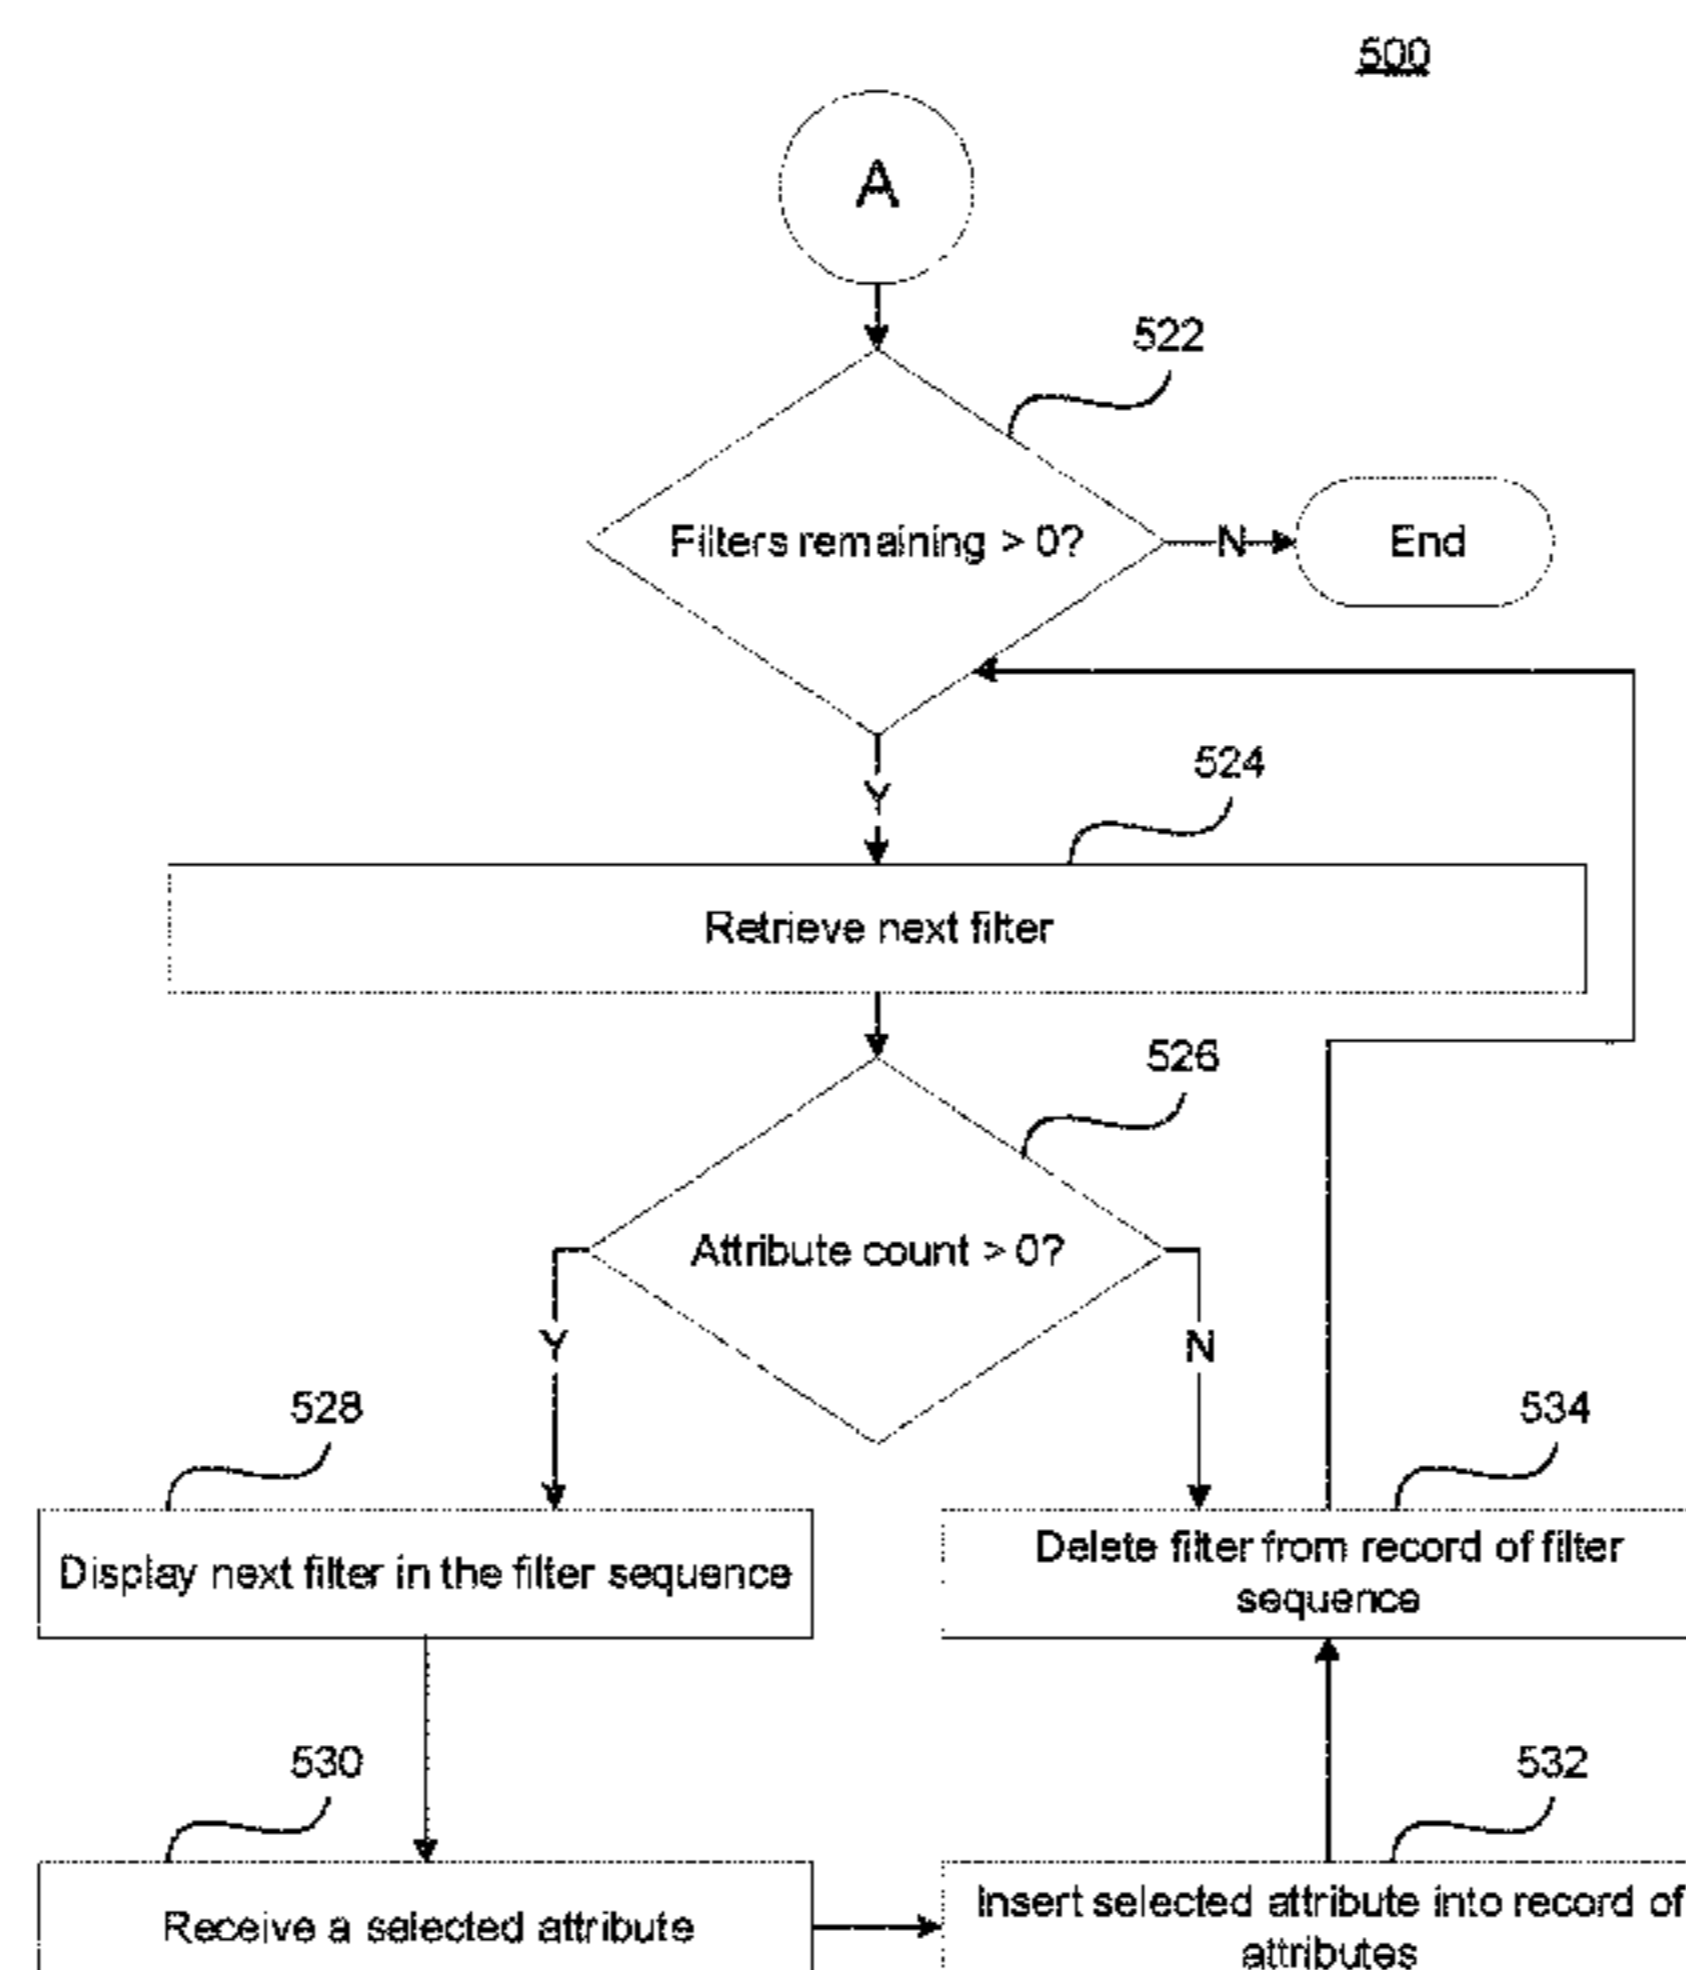 500
A
522
Filters remaining > 0?
N
End
Y
524
Retrieve next filter
526
Attribute count > 0?
Y
N
528
534
Display next filter in the filter sequence
Delete filter from record of filter
sequence
530
532
Receive a selected attribute
Insert selected attribute into record of
attributes